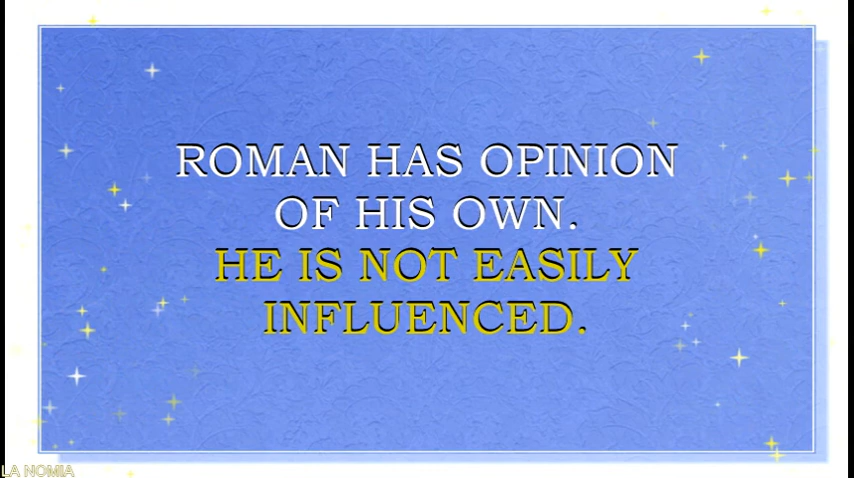 ROMAN HAS OPINION
OF HIS OWN.
HE IS NOT EASILY
INFLUENCED.
LA NOMIA